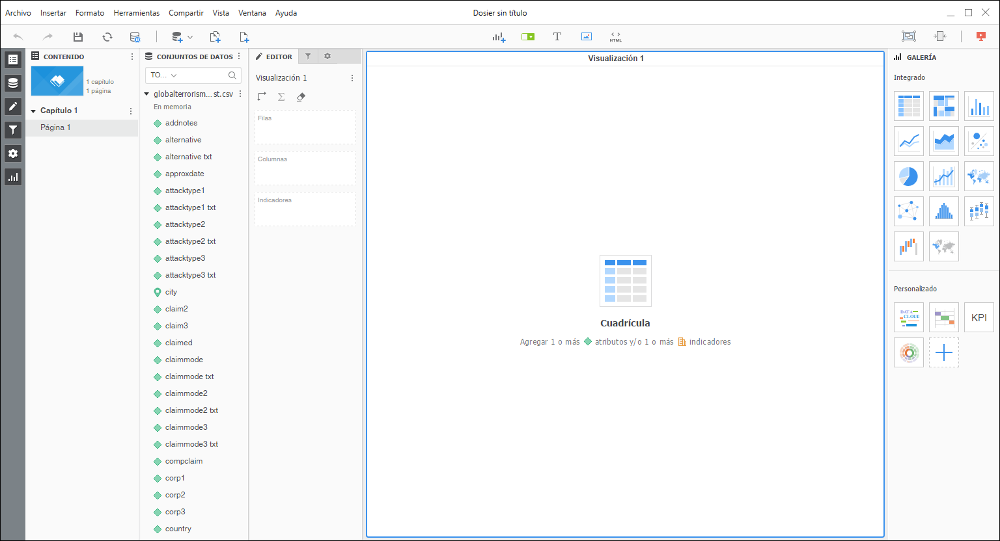 Archivo Insertar Formato Herramientas Compartir Vista Ventana Ayuda
Dosier sin título
HTML
CONTENIDO
1 capítulo
1 página
Capítulo 1
Página 1
CONJUNTOS DE DATOS
TO...
globalterrorism... st.csv
En memoria
addnotes
alternative
alternative txt
approxdate
attacktype1
attacktype1 txt
attacktype2
attacktype2 txt
attacktype3
attacktype3 txt
city
claim2
claim3
claimed
claimmode
claimmode txt
claimmode2
claimmode2 txt
claimmode3
claimmode3 txt
compclaim
corp1
corp2
corp3
country
EDITOR
Visualización 1
Filas
Columnas
Indicadores
Visualización 1
Cuadrícula
Agregar 1 o más atributos y/o 1 o más indicadores
GALERÍA
Integrado
Personalizado
DATA
CLOUD
KPI